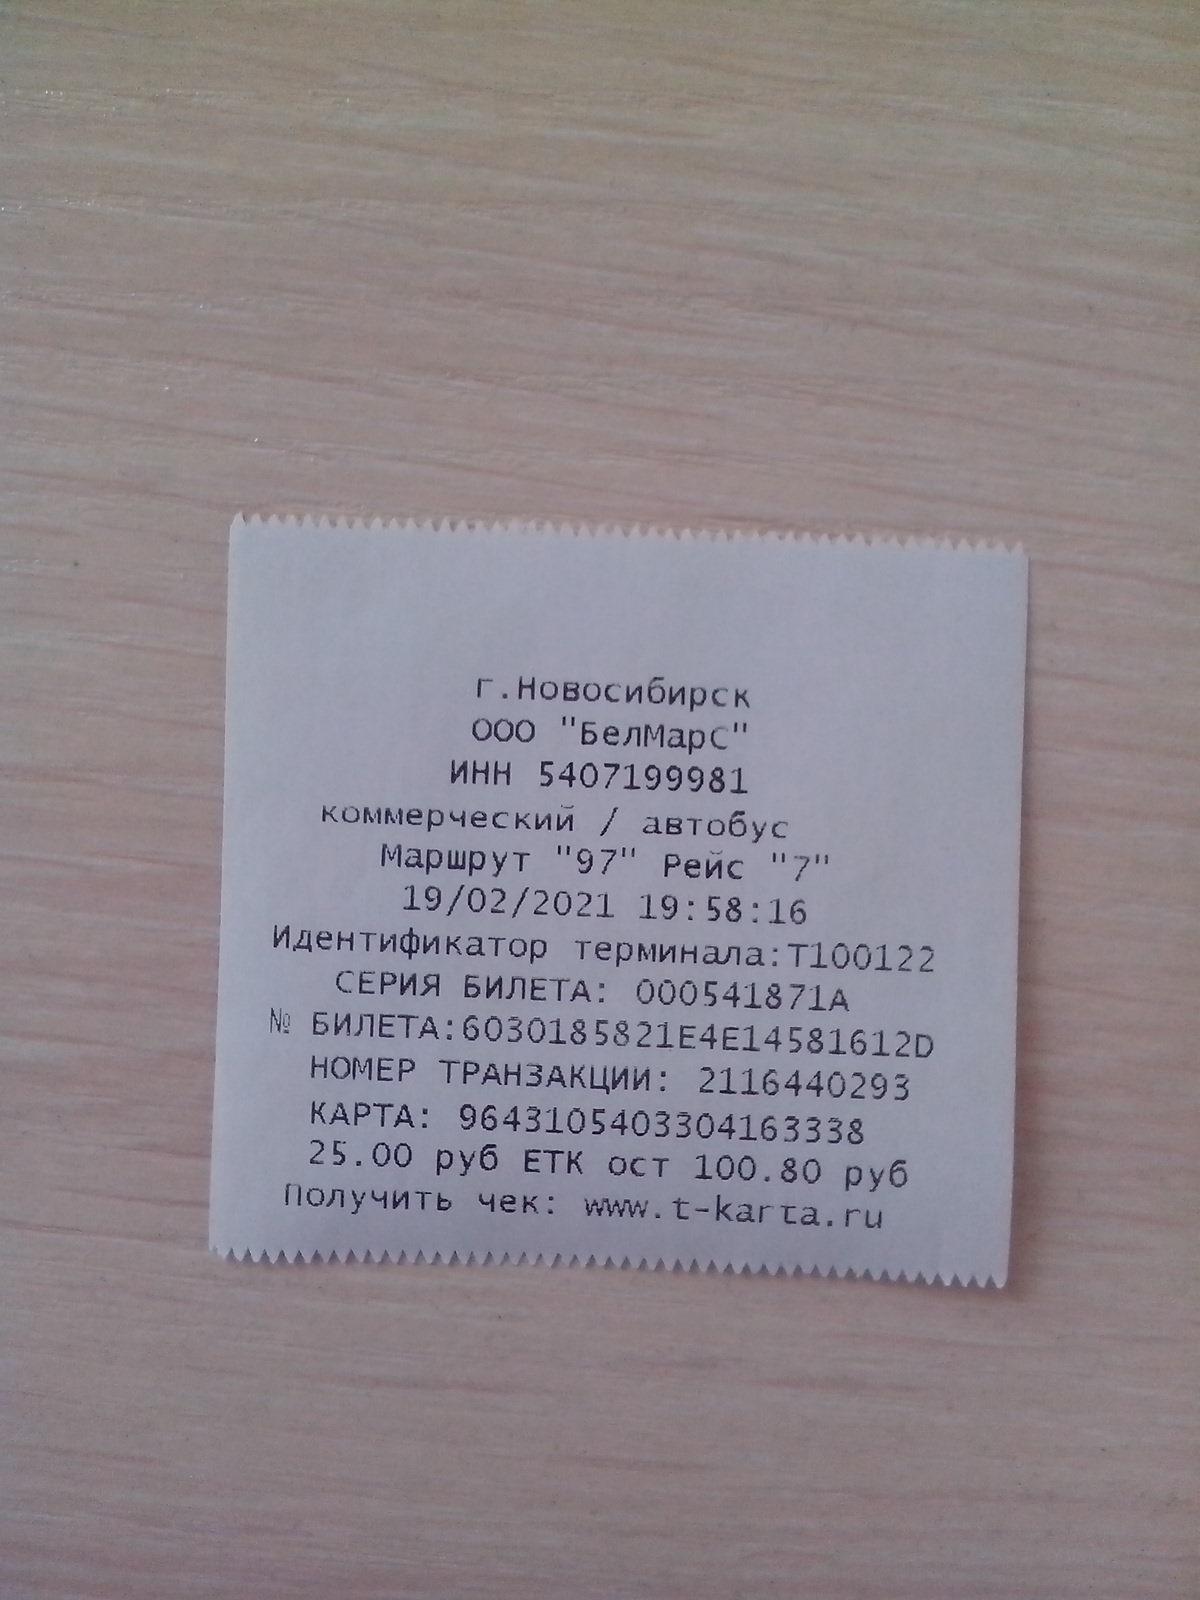 г.Новосибирск
ООО "БелМарС"
ИНН 5407199981
коммерческий / автобус
Маршрут "97" Рейс "7"
19/02/2021 19:58:16
Идентификатор терминала:T100122
СЕРИЯ БИЛЕТА: 000541871A
№ БИЛЕТА:6030185821E4E14581612D
НОМЕР ТРАНЗАКЦИИ: 2116440293
КАРТА: 9643105403304163338
25.00 руб ЕТК ост 100.80 руб
Получить чек: www.t-karta.ru